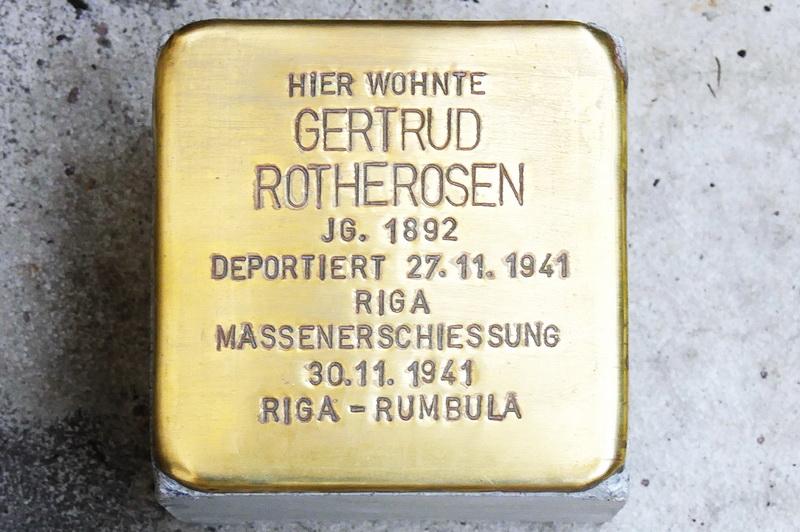 HIER WOHNTE
GERTRUD
ROTHEROSEN
JG. 1892
DEPORTIERT 27.11.1941
RIGA
MASSENERSCHIESSUNG
30.11.1941
RIGA - RUMBULA